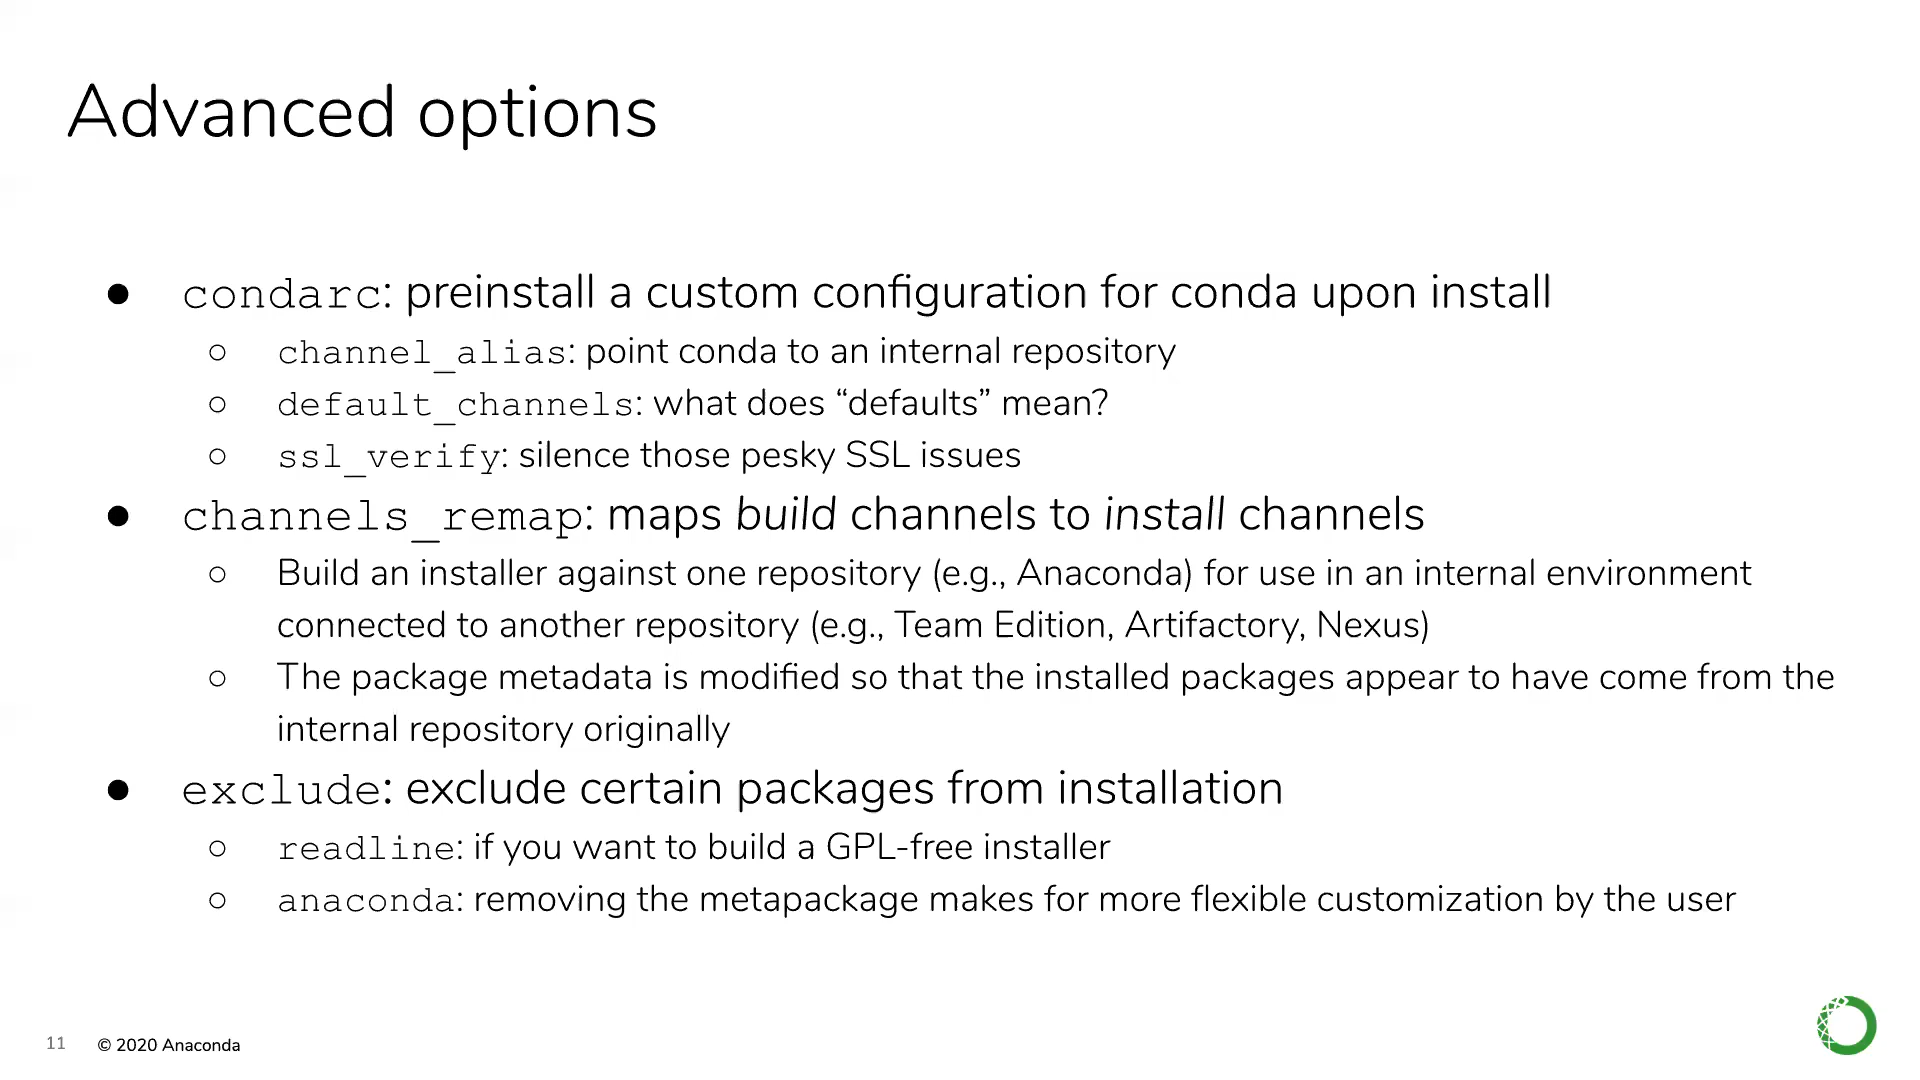 Advanced options
● condarc: preinstall a custom configuration for conda upon install
○ channel_alias: point conda to an internal repository
○ default_channels: what does “defaults” mean?
○ ssl_verify: silence those pesky SSL issues
● channels_remap: maps build channels to install channels
○ Build an installer against one repository (e.g., Anaconda) for use in an internal environment
connected to another repository (e.g., Team Edition, Artifactory, Nexus)
○ The package metadata is modified so that the installed packages appear to have come from the
internal repository originally
● exclude: exclude certain packages from installation
○ readline: if you want to build a GPL-free installer
○ anaconda: removing the metapackage makes for more flexible customization by the user
11 © 2020 Anaconda